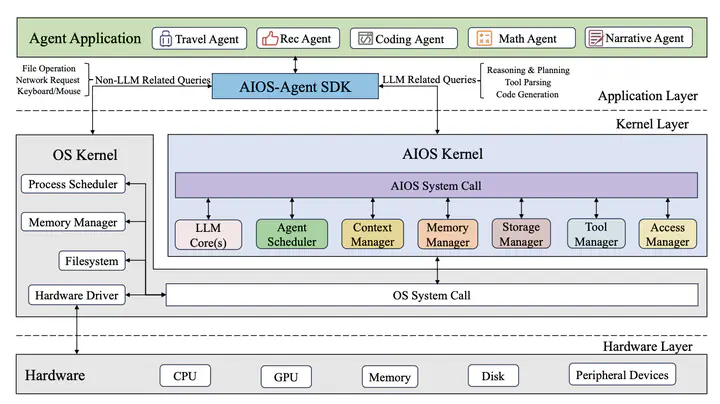 Agent Application
Travel Agent
Rec Agent
Coding Agent
Math Agent
Narrative Agent
File Operation
Network Request
Keyboard/Mouse
Non-LLM Related Queries
AIOS-Agent SDK
LLM Related Queries
Reasoning & Planning
Tool Parsing
Code Generation
Application Layer
Kernel Layer
OS Kernel
Process Scheduler
Memory Manager
Filesystem
Hardware Driver
AIOS Kernel
AIOS System Call
LLM
Core(s)
Agent
Scheduler
Context
Manager
Memory
Manager
Storage
Manager
Tool
Manager
Access
Manager
OS System Call
Hardware Layer
Hardware
CPU
GPU
Memory
Disk
Peripheral Devices